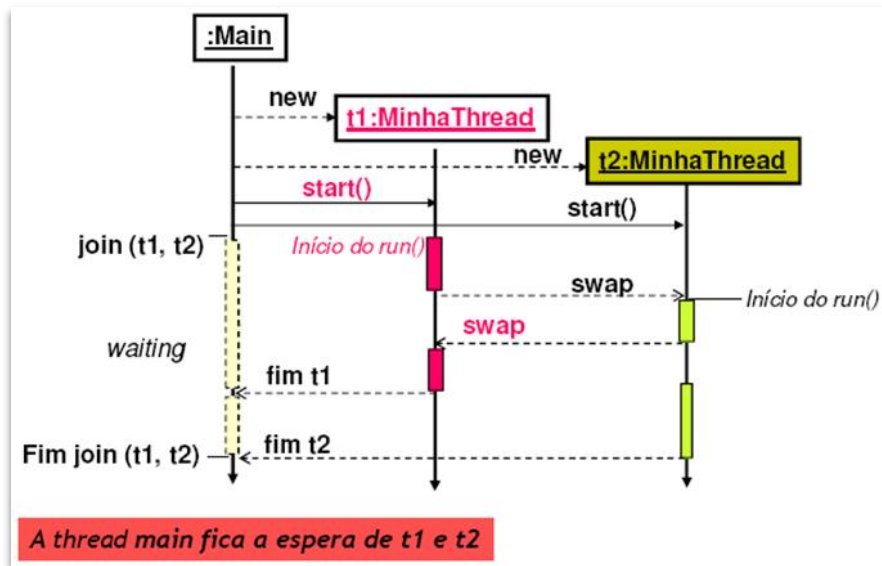 :Main
new
t1:MinhaThread
new
t2:MinhaThread
start()
start()
join (t1, t2)
Início do run()
swap
Início do run()
swap
waiting
fim t1
fim t2
Fim join (t1, t2)
A thread main fica a espera de t1 e t2